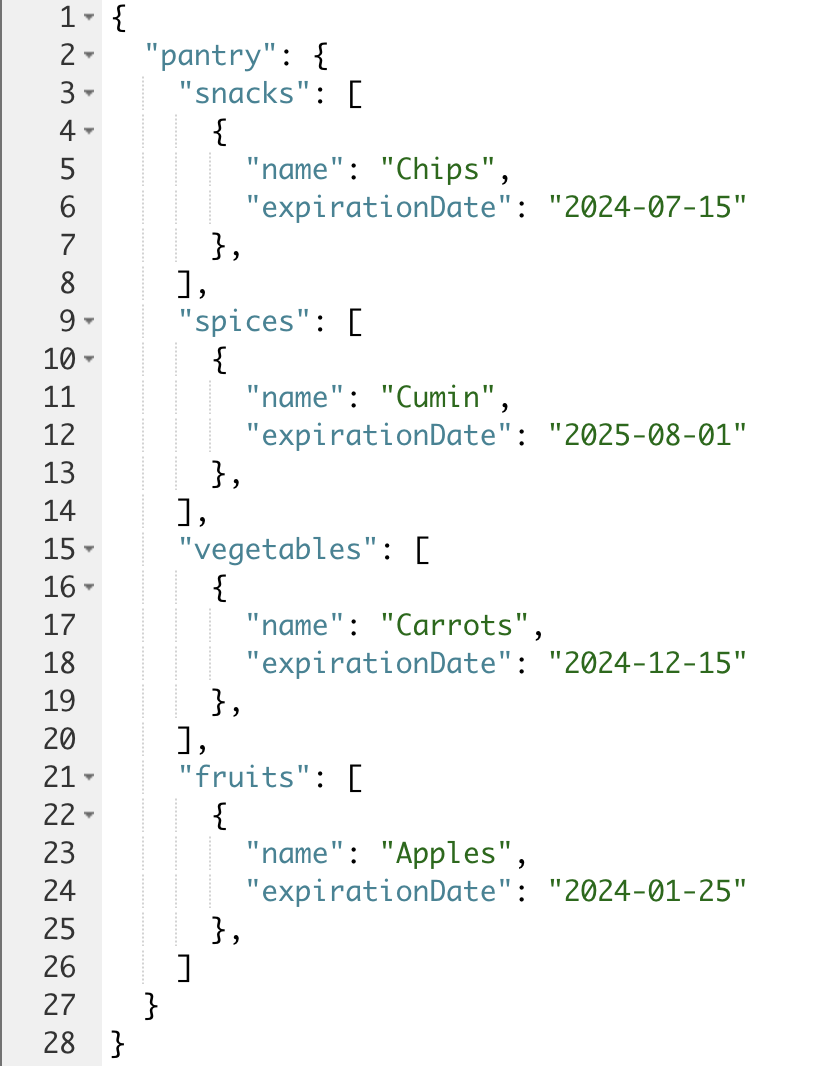 1 {
2   "pantry": {
3     "snacks": [
4       {
5         "name": "Chips",
6         "expirationDate": "2024-07-15"
7       },
8     ],
9     "spices": [
10       {
11         "name": "Cumin",
12         "expirationDate": "2025-08-01"
13       },
14     ],
15     "vegetables": [
16       {
17         "name": "Carrots",
18         "expirationDate": "2024-12-15"
19       },
20     ],
21     "fruits": [
22       {
23         "name": "Apples",
24         "expirationDate": "2024-01-25"
25       },
26     ]
27   }
28 }